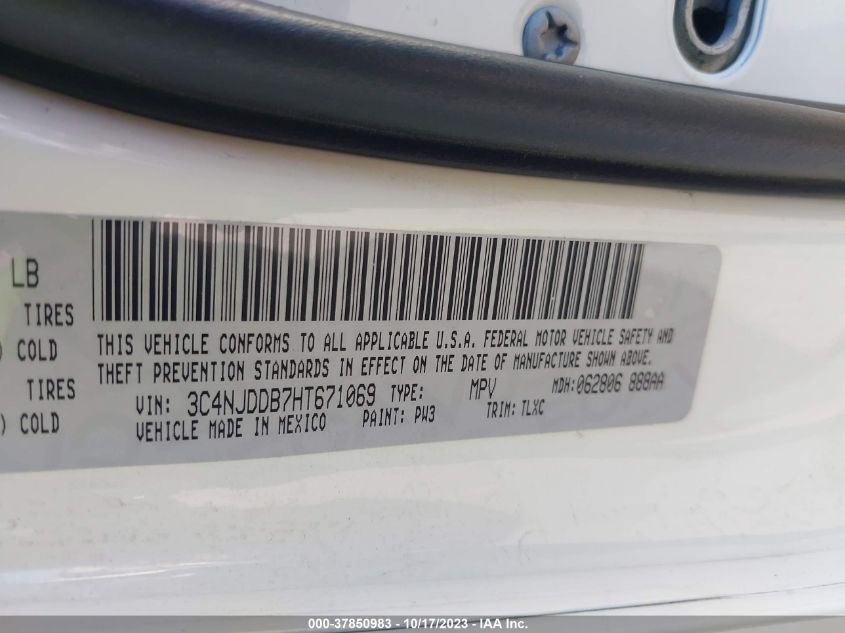 LB
TIRES
) COLD
TIRES
) COLD
THIS VEHICLE CONFORMS TO ALL APPLICABLE U.S.A. FEDERAL MOTOR VEHICLE SAFETY AND
THEFT PREVENTION STANDARDS IN EFFECT ON THE DATE OF MANUFACTURE SHOWN ABOVE.
VIN: 3C4NJDDB7HT671069 TYPE: MPV MDH:062806 888AA
VEHICLE MADE IN MEXICO PAINT: PW3 TRIM: TLXC
000-37850983 - 10/17/2023 - IAA Inc.